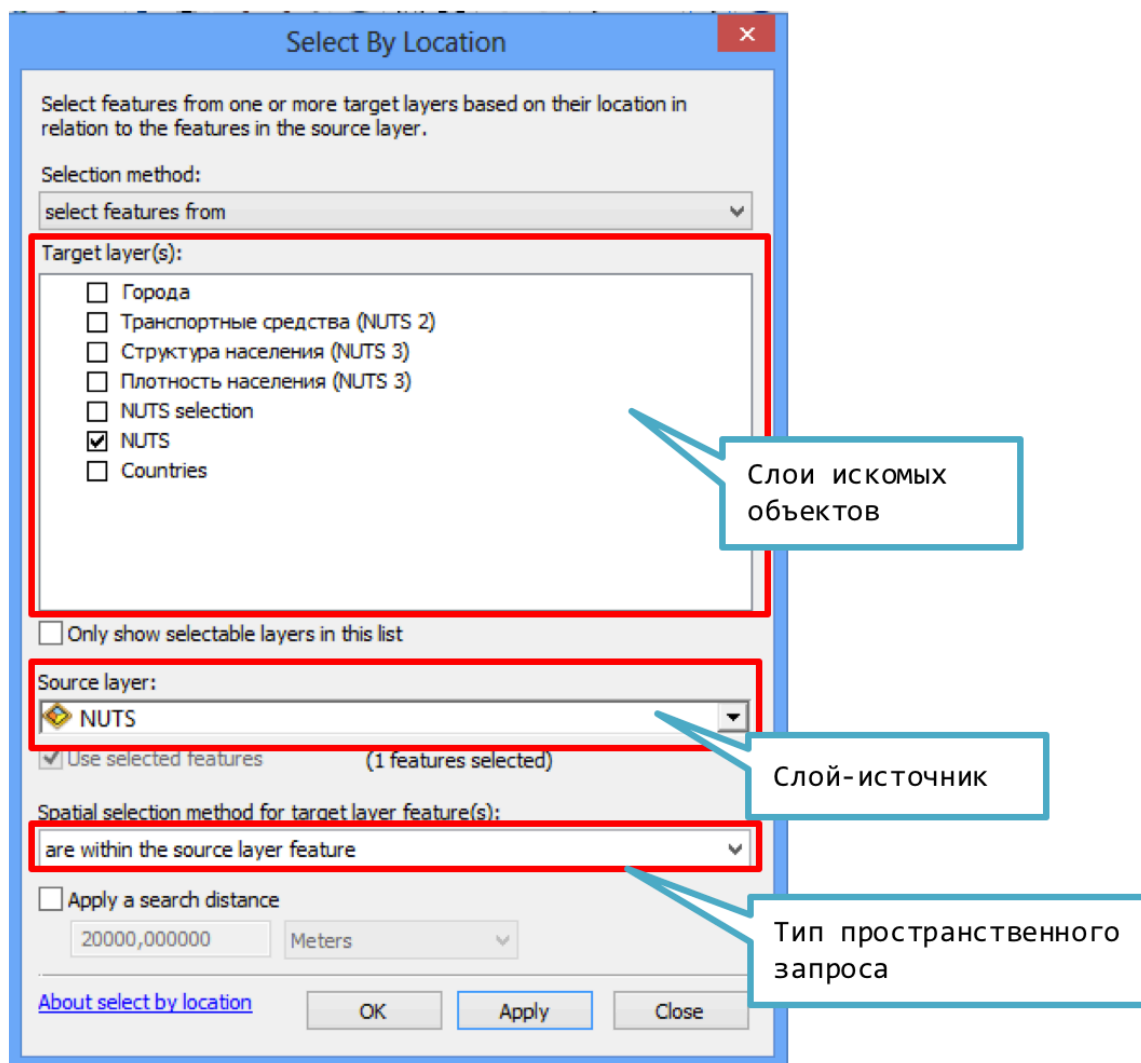 Select By Location
Select features from one or more target layers based on their location in
relation to the features in the source layer.
Selection method:
select features from
Target layer(s):
Города
Транспортные средства (NUTS 2)
Структура населения (NUTS 3)
Плотность населения (NUTS 3)
NUTS selection
NUTS
Countries
Слои искомых
объектов
Only show selectable layers in this list
Source layer:
NUTS
Use selected features (1 features selected)
Слой-источник
Spatial selection method for target layer feature(s):
are within the source layer feature
Apply a search distance
20000,000000 Meters
Тип пространственного
запроса
About select by location OK Apply Close